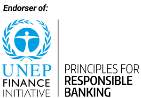 Endorser of:
UNEP
FINANCE
INITIATIVE
PRINCIPLES FOR
RESPONSIBLE
BANKING